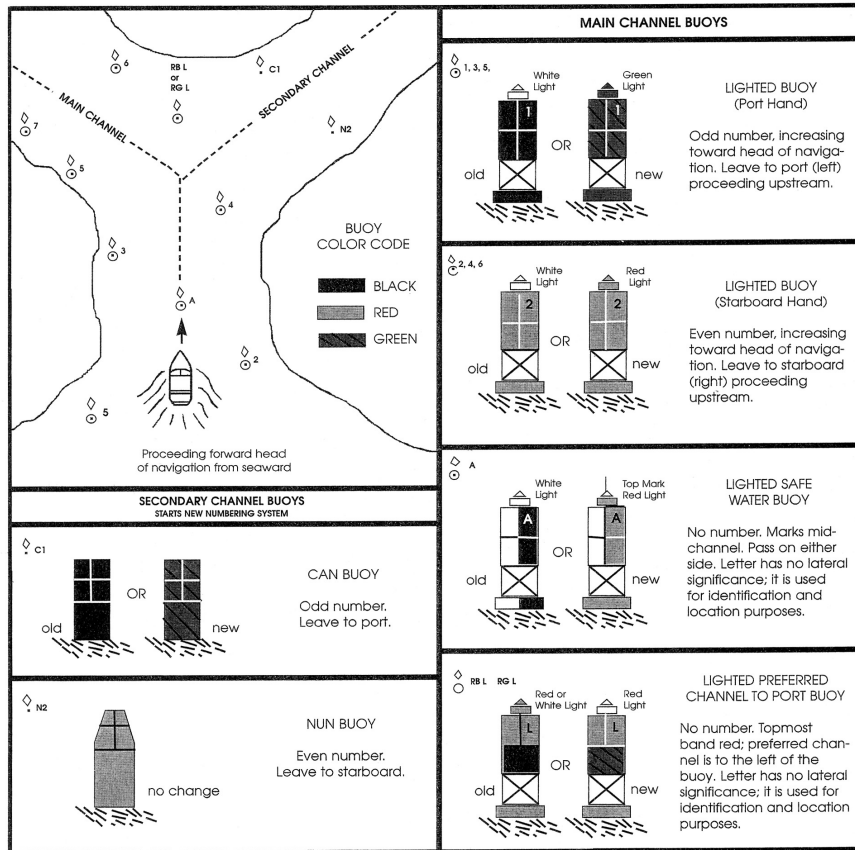 6
RB L
or
RG L
C1
MAIN CHANNEL
SECONDARY CHANNEL
7
N2
5
4
3
BUOY
COLOR CODE
BLACK
RED
GREEN
A
2
5
Proceeding forward head
of navigation from seaward
SECONDARY CHANNEL BUOYS
STARTS NEW NUMBERING SYSTEM
C1
OR
old
new
CAN BUOY
Odd number.
Leave to port.
N2
no change
NUN BUOY
Even number.
Leave to starboard.
MAIN CHANNEL BUOYS
1, 3, 5,
White
Light
Green
Light
1
1
OR
old
new
LIGHTED BUOY
(Port Hand)
Odd number, increasing
toward head of naviga-
tion. Leave to port (left)
proceeding upstream.
2, 4, 6
White
Light
Red
Light
2
2
OR
old
new
LIGHTED BUOY
(Starboard Hand)
Even number, increasing
toward head of naviga-
tion. Leave to starboard
(right) proceeding
upstream.
A
White
Light
Top Mark
Red Light
A
A
OR
old
new
LIGHTED SAFE
WATER BUOY
No number. Marks mid-
channel. Pass on either
side. Letter has no lateral
significance; it is used
for identification and
location purposes.
RB L RG L
Red or
White Light
Red
Light
L
L
OR
old
new
LIGHTED PREFERRED
CHANNEL TO PORT BUOY
No number. Topmost
band red; preferred chan-
nel is to the left of the
buoy. Letter has no lateral
significance; it is used for
identification and location
purposes.